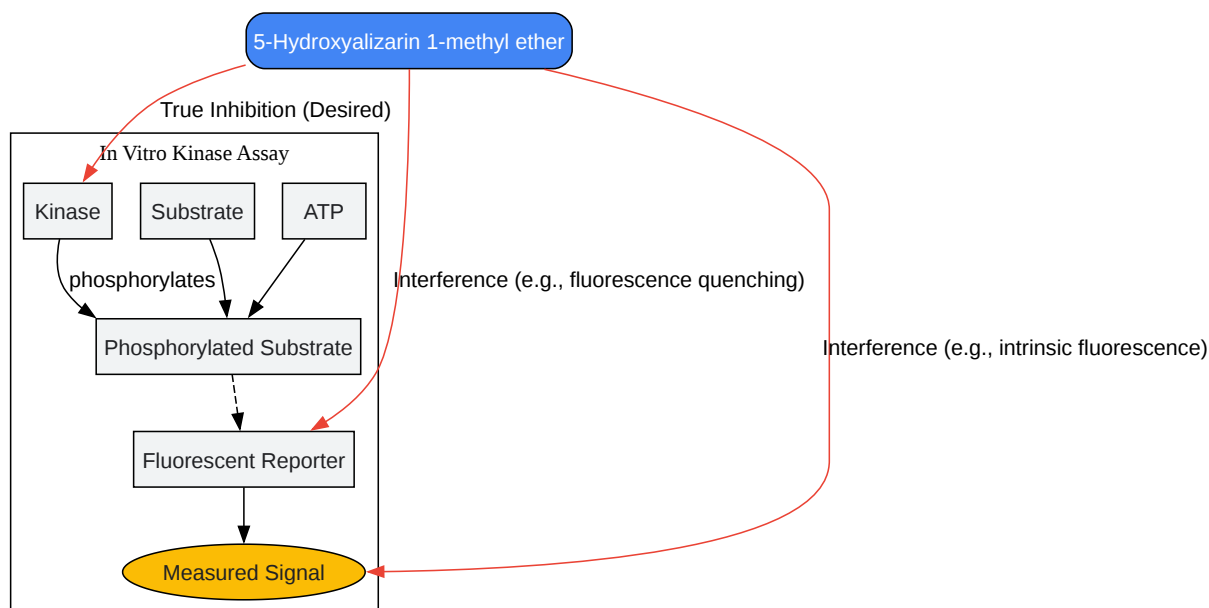 5-Hydroxyalizarin 1-methyl ether
True Inhibition (Desired)
In Vitro Kinase Assay
Kinase
Substrate
ATP
phosphorylates
Interference (e.g., fluorescence quenching)
Phosphorylated Substrate
Interference (e.g., intrinsic fluorescence)
Fluorescent Reporter
Measured Signal